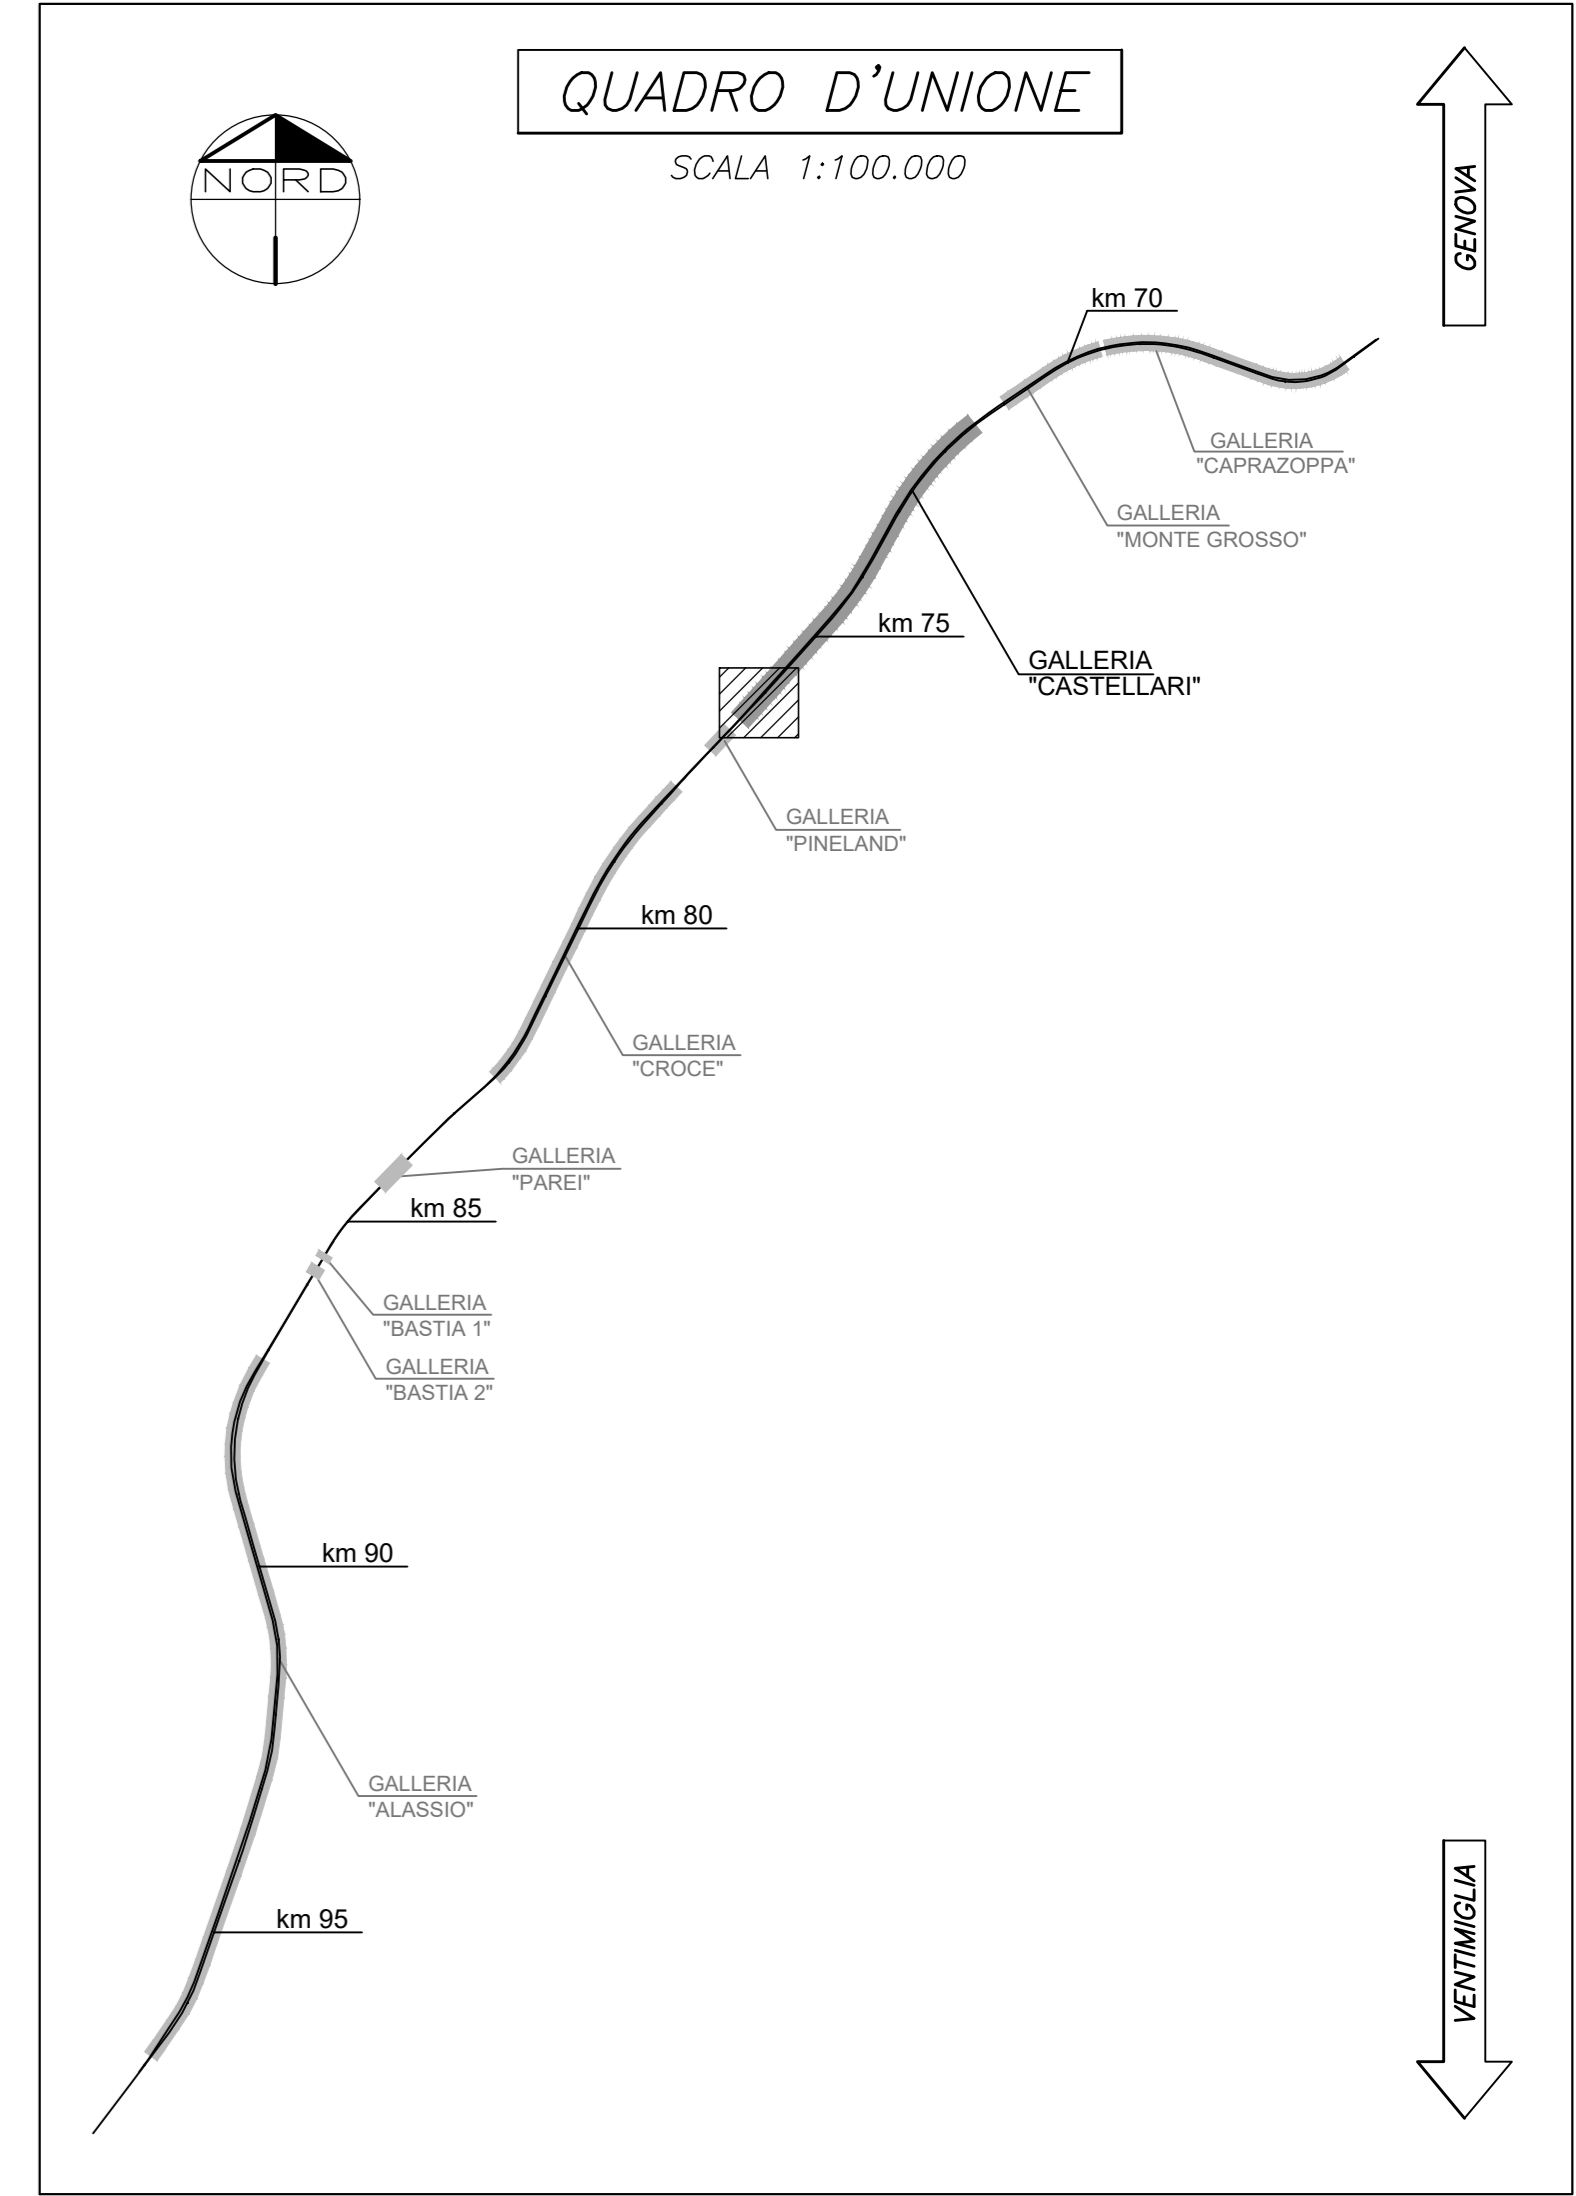 QUADRO D'UNIONE
SCALA 1:100.000
NORD
GENOVA
km 70
GALLERIA
"CAPRAZOPPA"
GALLERIA
"MONTE GROSSO"
km 75
GALLERIA
"CASTELLARI"
GALLERIA
"PINELAND"
km 80
GALLERIA
"CROCE"
GALLERIA
"PAREI"
km 85
GALLERIA
"BASTIA 1"
GALLERIA
"BASTIA 2"
km 90
GALLERIA
"ALASSIO"
km 95
VENTIMIGLIA